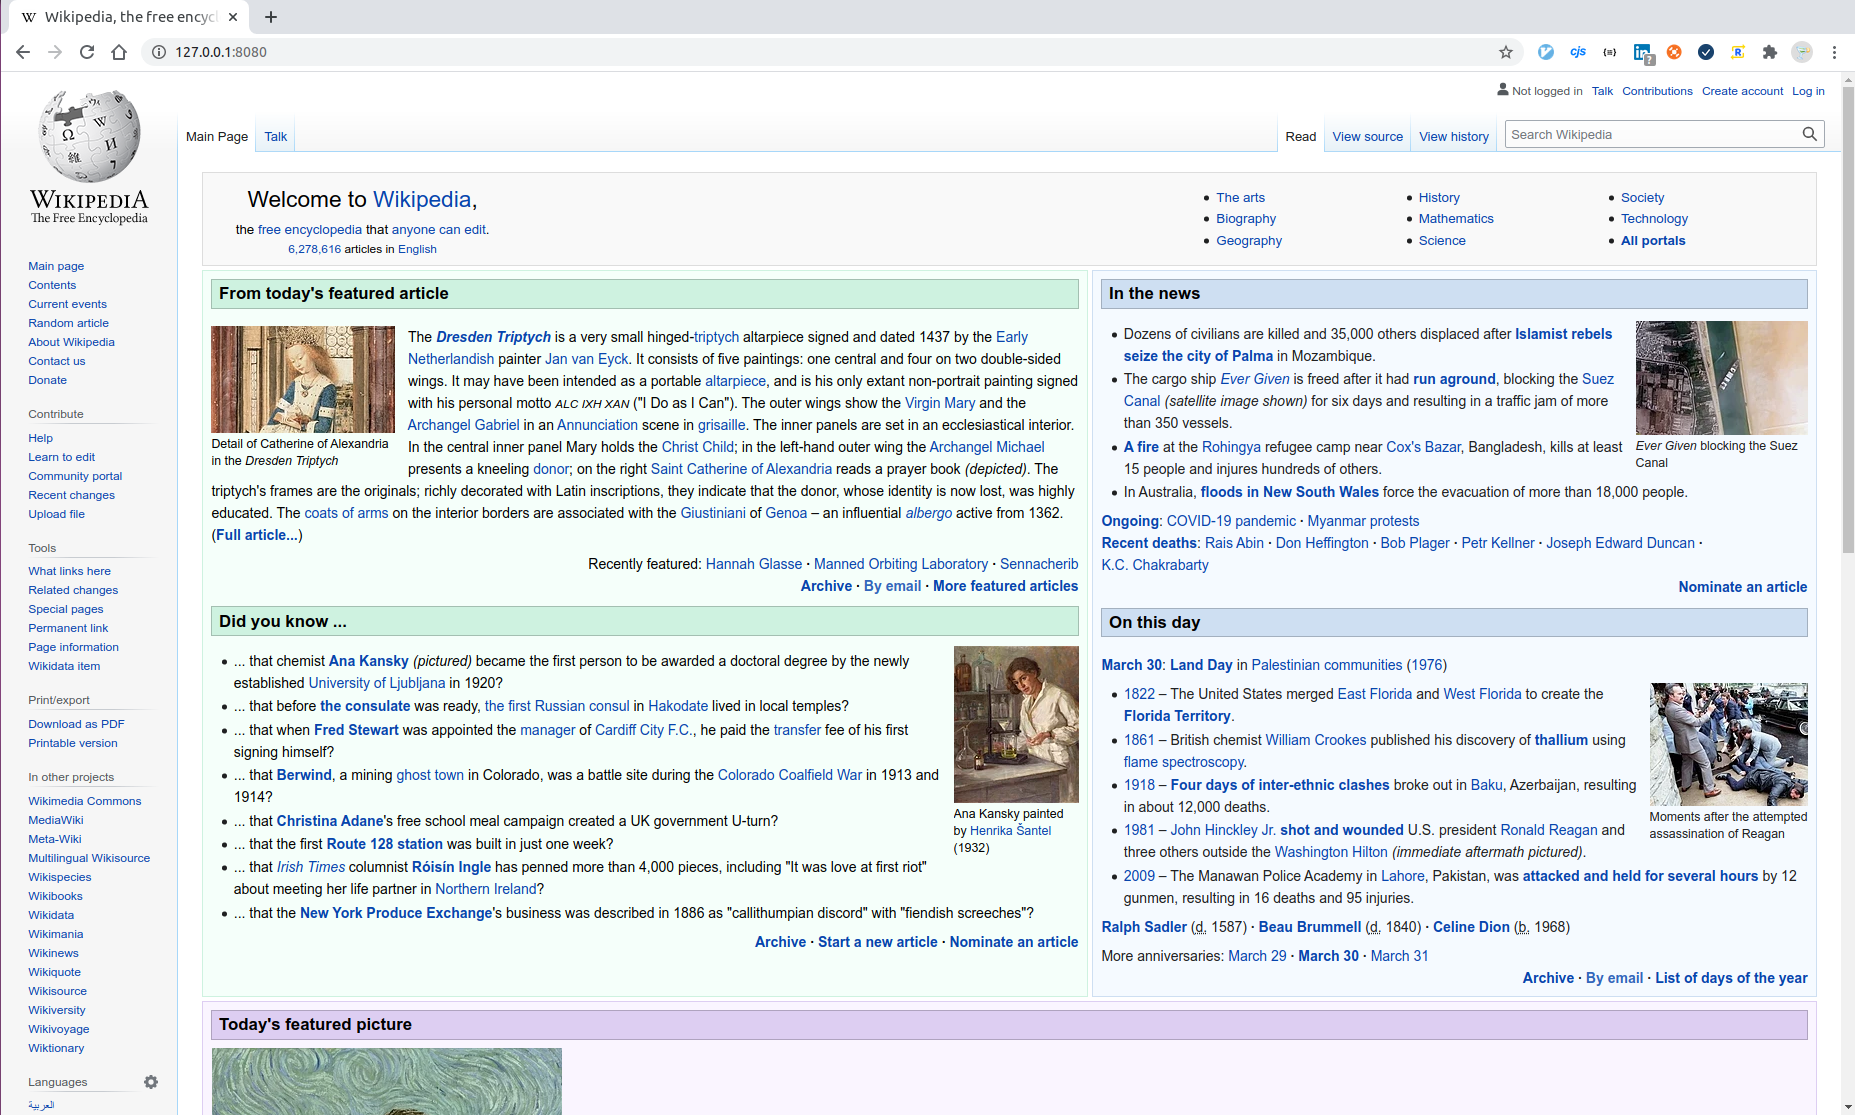 Wikipedia, the free encycl
127.0.0.1:8080
Not logged in Talk Contributions Create account Log in
Main Page Talk Read View source View history Search Wikipedia
WIKIPEDIA
The Free Encyclopedia
Main page
Contents
Current events
Random article
About Wikipedia
Contact us
Donate
Contribute
Help
Learn to edit
Community portal
Recent changes
Upload file
Tools
What links here
Related changes
Special pages
Permanent link
Page information
Wikidata item
Print/export
Download as PDF
Printable version
In other projects
Wikimedia Commons
MediaWiki
Meta-Wiki
Multilingual Wikisource
Wikispecies
Wikibooks
Wikidata
Wikimania
Wikinews
Wikiquote
Wikisource
Wikiversity
Wikivoyage
Wiktionary
Languages
العربية
Welcome to Wikipedia,
the free encyclopedia that anyone can edit.
6,278,616 articles in English
The arts
Biography
Geography
History
Mathematics
Science
Society
Technology
All portals
From today's featured article
Detail of Catherine of Alexandria
in the Dresden Triptych
The Dresden Triptych is a very small hinged-triptych altarpiece signed and dated 1437 by the Early
Netherlandish painter Jan van Eyck. It consists of five paintings: one central and four on two double-sided
wings. It may have been intended as a portable altarpiece, and is his only extant non-portrait painting signed
with his personal motto ALC IXH XAN ("I Do as I Can"). The outer wings show the Virgin Mary and the
Archangel Gabriel in an Annunciation scene in grisaille. The inner panels are set in an ecclesiastical interior.
In the central inner panel Mary holds the Christ Child; in the left-hand outer wing the Archangel Michael
presents a kneeling donor; on the right Saint Catherine of Alexandria reads a prayer book (depicted). The
triptych's frames are the originals; richly decorated with Latin inscriptions, they indicate that the donor, whose identity is now lost, was highly
educated. The coats of arms on the interior borders are associated with the Giustiniani of Genoa – an influential albergo active from 1362.
(Full article...)
Recently featured: Hannah Glasse · Manned Orbiting Laboratory · Sennacherib
Archive · By email · More featured articles
Did you know ...
... that chemist Ana Kansky (pictured) became the first person to be awarded a doctoral degree by the newly
established University of Ljubljana in 1920?
... that before the consulate was ready, the first Russian consul in Hakodate lived in local temples?
... that when Fred Stewart was appointed the manager of Cardiff City F.C., he paid the transfer fee of his first
signing himself?
... that Berwind, a mining ghost town in Colorado, was a battle site during the Colorado Coalfield War in 1913 and
1914?
... that Christina Adane's free school meal campaign created a UK government U-turn?
... that the first Route 128 station was built in just one week?
... that Irish Times columnist Róisín Ingle has penned more than 4,000 pieces, including "It was love at first riot"
about meeting her life partner in Northern Ireland?
... that the New York Produce Exchange's business was described in 1886 as "callithumpian discord" with "fiendish screeches"?
Ana Kansky painted
by Henrika Šantel
(1932)
Archive · Start a new article · Nominate an article
In the news
Dozens of civilians are killed and 35,000 others displaced after Islamist rebels
seize the city of Palma in Mozambique.
The cargo ship Ever Given is freed after it had run aground, blocking the Suez
Canal (satellite image shown) for six days and resulting in a traffic jam of more
than 350 vessels.
A fire at the Rohingya refugee camp near Cox's Bazar, Bangladesh, kills at least
15 people and injures hundreds of others.
In Australia, floods in New South Wales force the evacuation of more than 18,000 people.
Ever Given blocking the Suez
Canal
Ongoing: COVID-19 pandemic · Myanmar protests
Recent deaths: Rais Abin · Don Heffington · Bob Plager · Petr Kellner · Joseph Edward Duncan ·
K.C. Chakrabarty
Nominate an article
On this day
March 30: Land Day in Palestinian communities (1976)
1822 – The United States merged East Florida and West Florida to create the
Florida Territory.
1861 – British chemist William Crookes published his discovery of thallium using
flame spectroscopy.
1918 – Four days of inter-ethnic clashes broke out in Baku, Azerbaijan, resulting
in about 12,000 deaths.
1981 – John Hinckley Jr. shot and wounded U.S. president Ronald Reagan and
three others outside the Washington Hilton (immediate aftermath pictured).
2009 – The Manawan Police Academy in Lahore, Pakistan, was attacked and held for several hours by 12
gunmen, resulting in 16 deaths and 95 injuries.
Moments after the attempted
assassination of Reagan
Ralph Sadler (d. 1587) · Beau Brummell (d. 1840) · Celine Dion (b. 1968)
More anniversaries: March 29 · March 30 · March 31
Archive · By email · List of days of the year
Today's featured picture